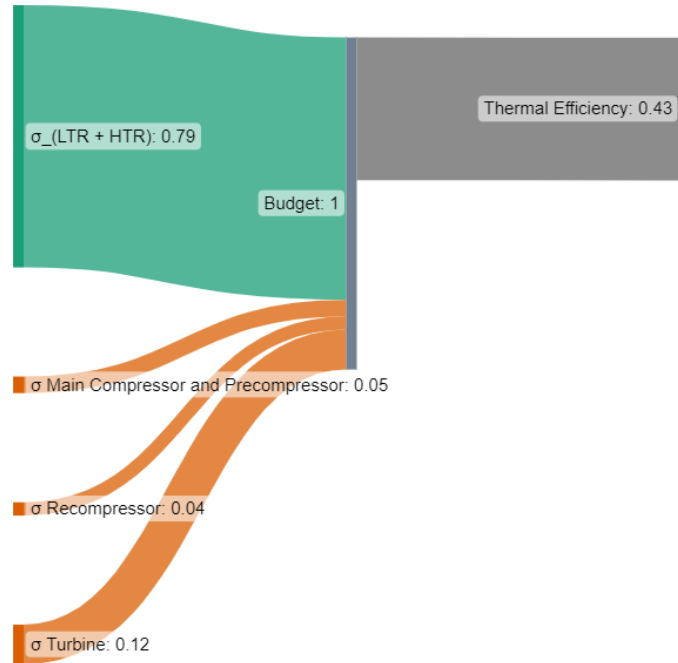 Thermal Efficiency: 0.43
σ_(LTR + HTR): 0.79
Budget: 1
σ Main Compressor and Precompressor: 0.05
σ Recompressor: 0.04
σ Turbine: 0.12